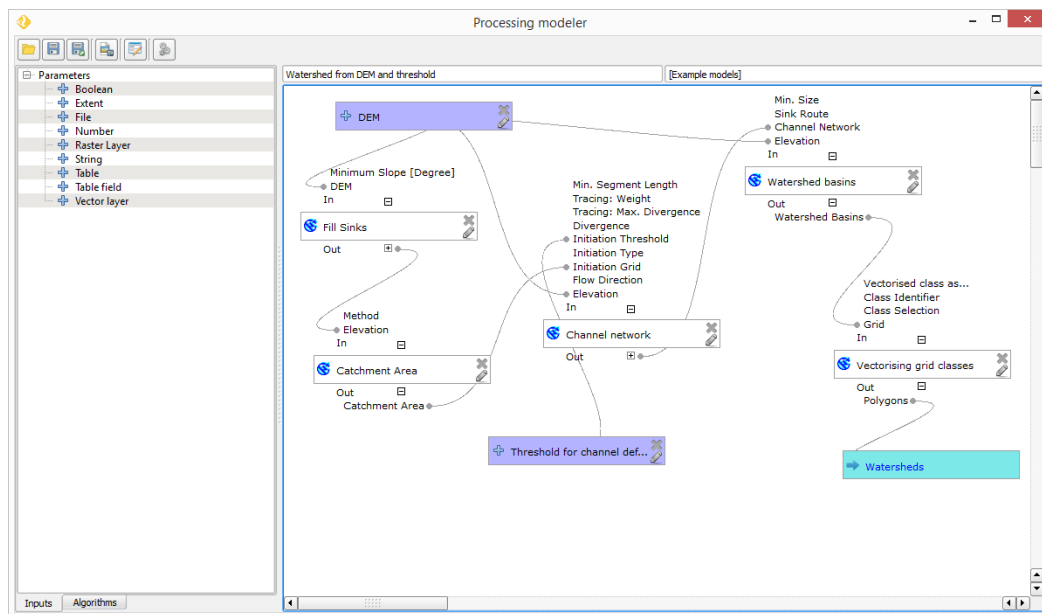 Processing modeler
Parameters
Boolean
Extent
File
Number
Raster Layer
String
Table
Table field
Vector layer
Inputs
Algorithms
Watershed from DEM and threshold
[Example models]
DEM
Minimum Slope [Degree]
DEM
In
Fill Sinks
Out
Method
Elevation
In
Catchment Area
Out
Catchment Area
Min. Segment Length
Tracing: Weight
Tracing: Max. Divergence
Divergence
Initiation Threshold
Initiation Type
Initiation Grid
Flow Direction
Elevation
In
Channel network
Out
Threshold for channel def...
Min. Size
Sink Route
Channel Network
Elevation
In
Watershed basins
Out
Watershed Basins
Vectorised class as...
Class Identifier
Class Selection
Grid
In
Vectorising grid classes
Out
Polygons
Watersheds